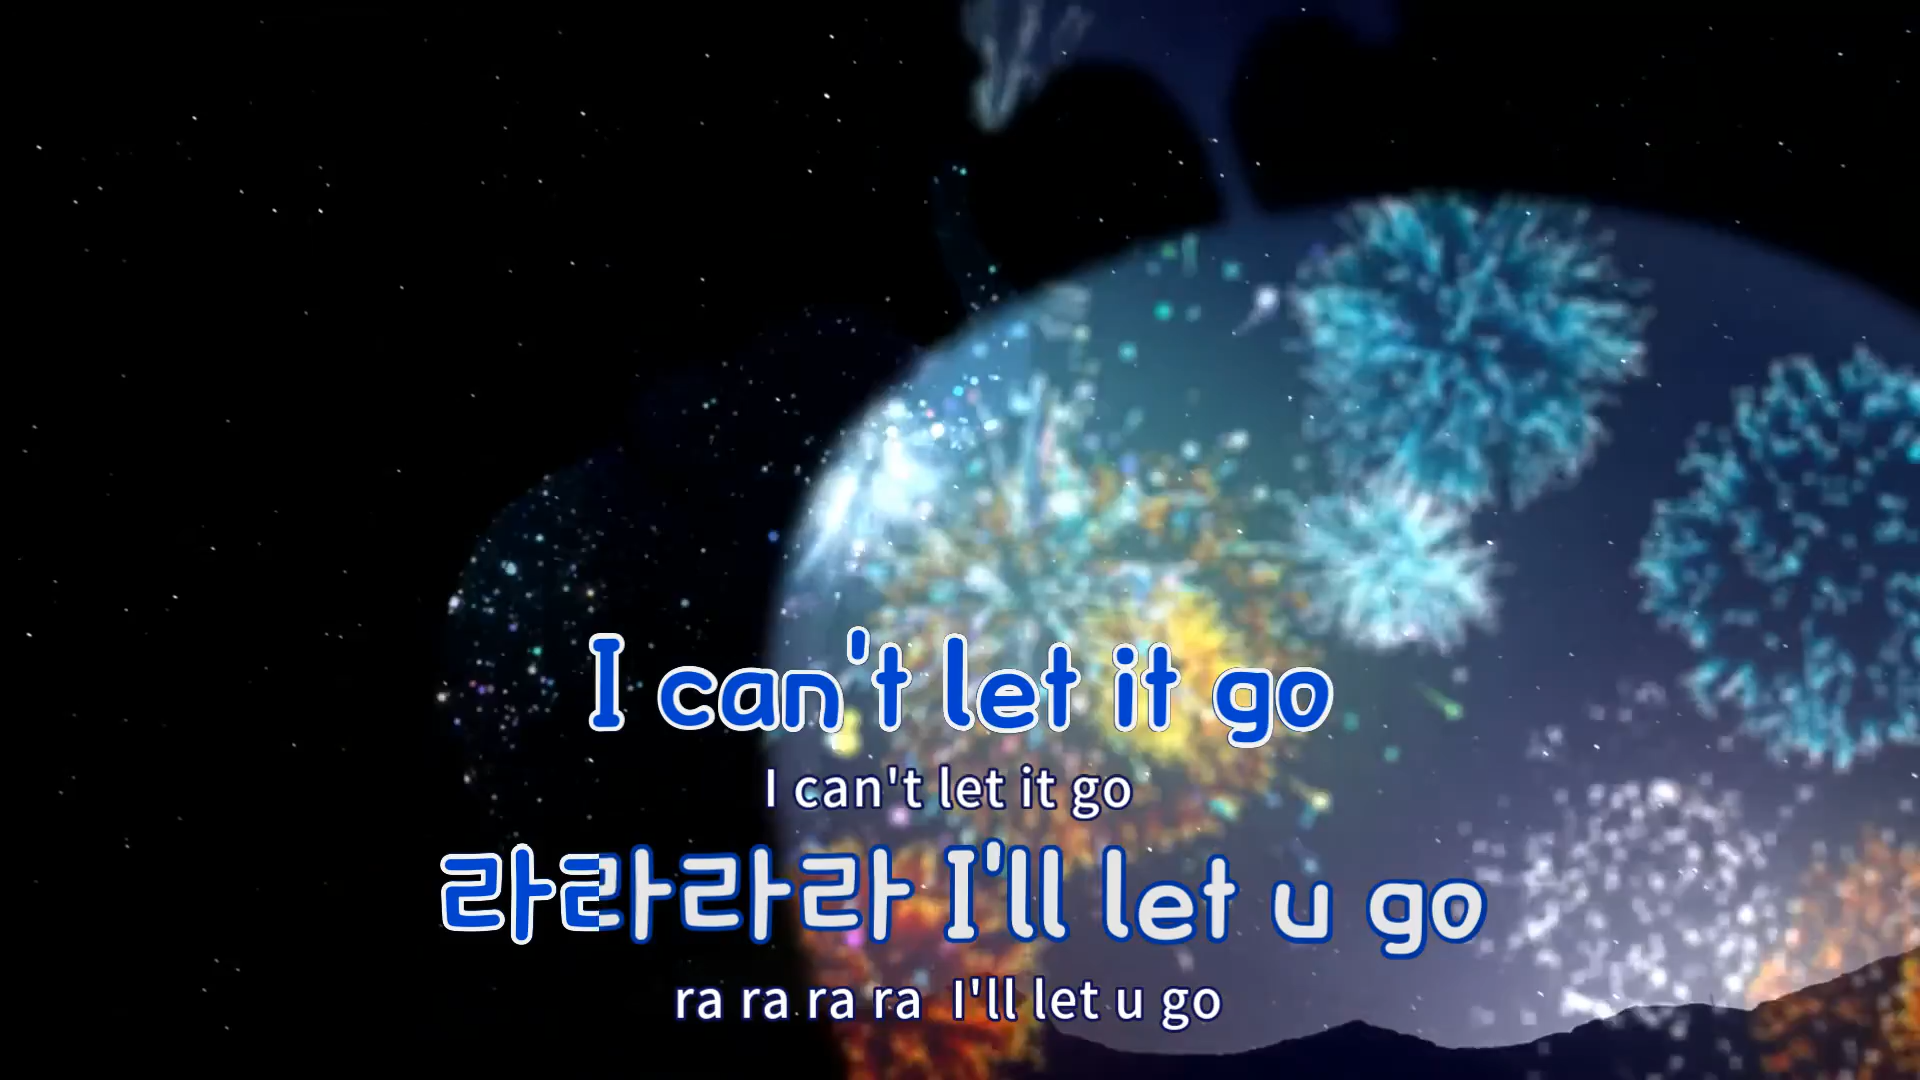 I can't let it go
I can't let it go
라라라라 I'll let u go
ra ra ra ra I'll let u go